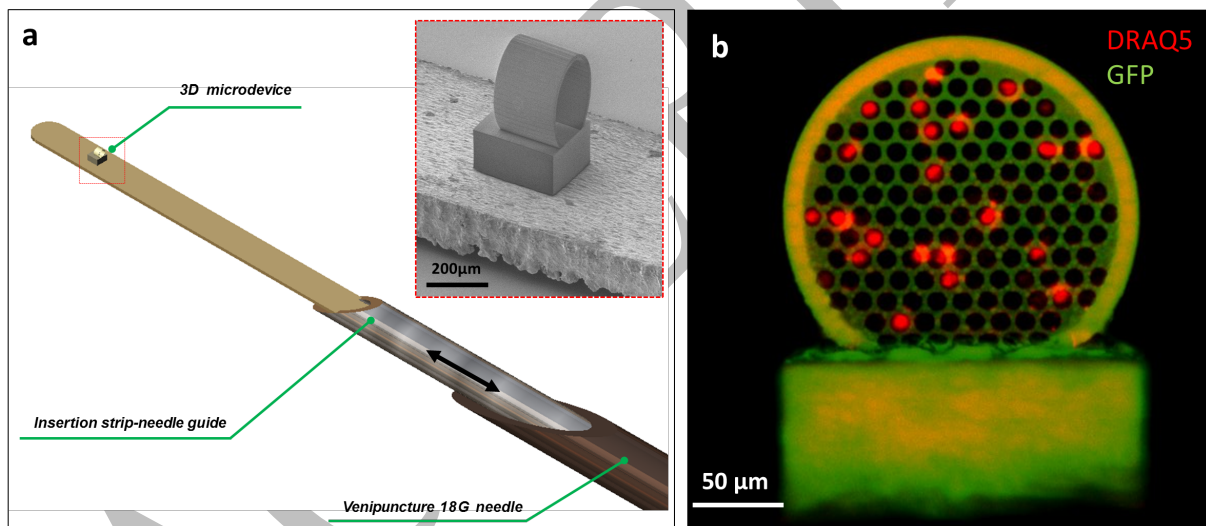 a
3D microdevice
200µm
Insertion strip-needle guide
Venipuncture 18G needle
b
DRAQ5
GFP
50 µm